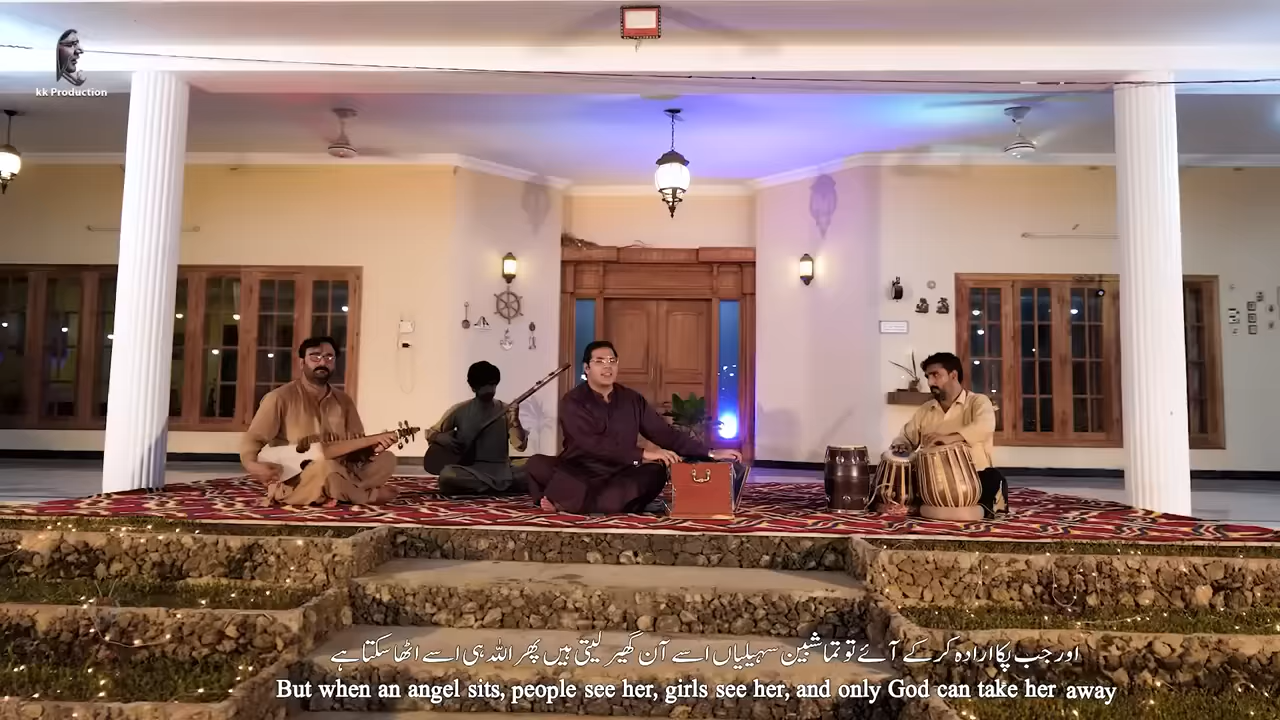 kk Production
اور جب پکا ارادہ کر کے آئے تو تماشبین سہیلیاں اسے آن گھیر لیتی ہیں پھر اللہ ہی اسے اٹھا سکتا ہے
But when an angel sits, people see her, girls see her, and only God can take her away